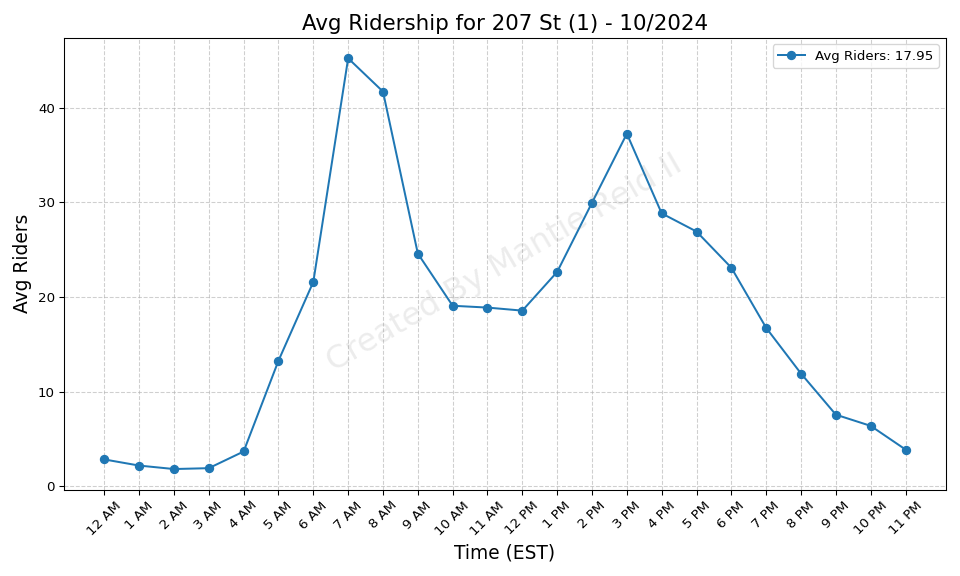 Avg Ridership for 207 St (1) - 10/2024
Avg Riders: 17.95
Avg Riders
40
30
20
10
0
Created By Mantie Reid II
12 AM
1 AM
2 AM
3 AM
4 AM
5 AM
6 AM
7 AM
8 AM
9 AM
10 AM
11 AM
12 PM
1 PM
2 PM
3 PM
4 PM
5 PM
6 PM
7 PM
8 PM
9 PM
10 PM
11 PM
Time (EST)